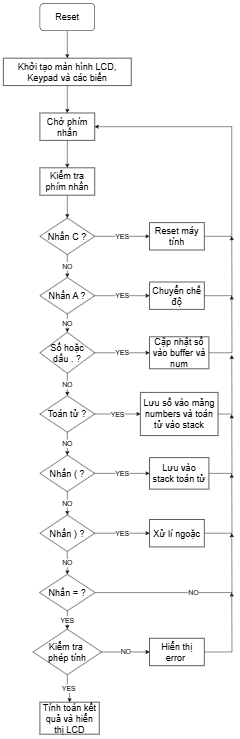 Reset
Khởi tạo màn hình LCD,
Keypad và các biến
Chờ phím
nhấn
Kiểm tra
phím nhấn
Nhấn C ?
YES
Reset máy
tính
NO
Nhấn A ?
YES
Chuyển chế
độ
NO
Số hoặc
dấu . ?
YES
Cập nhật số
vào buffer và
num
NO
Toán tử ?
YES
Lưu số vào mảng
numbers và toán
tử vào stack
NO
Nhấn ( ?
YES
Lưu vào
stack toán tử
NO
Nhấn ) ?
YES
Xử lí ngoặc
NO
Nhấn = ?
NO
YES
Kiểm tra
phép tính
NO
Hiển thị
error
YES
Tính toán kết
quả và hiển
thị LCD